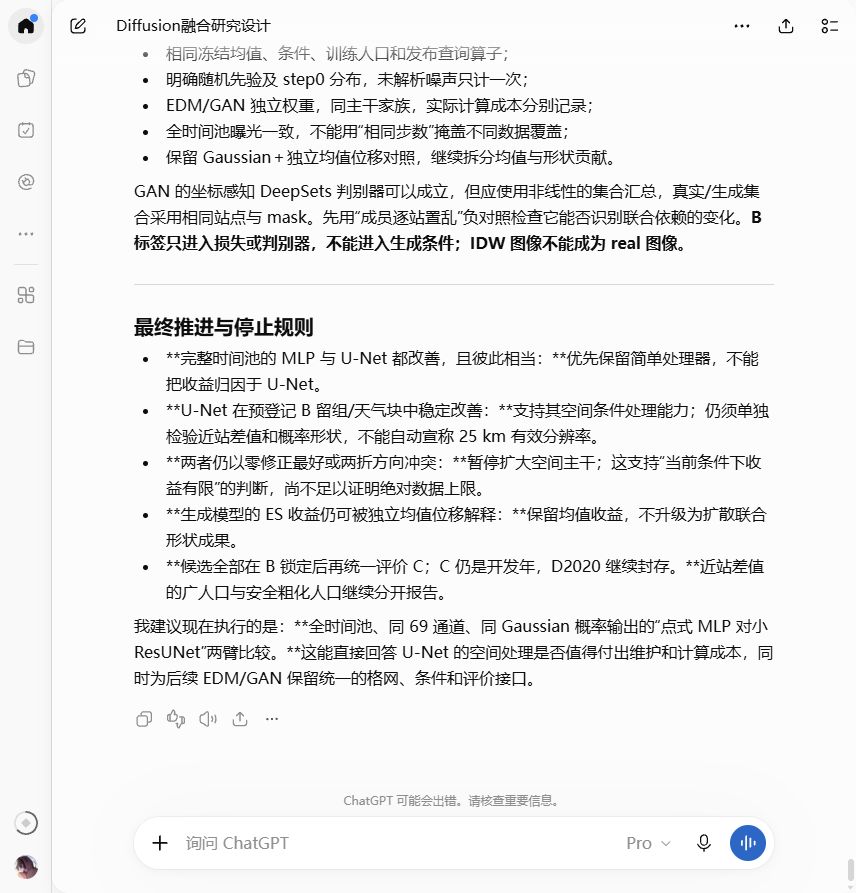 Diffusion融合研究设计
• 相同冻结均值、条件、训练人口和发布查询算子；
• 明确随机先验及 step0 分布，未解析噪声只计一次；
• EDM/GAN 独立权重，同主干家族，实际计算成本分别记录；
• 全时间池曝光一致，不能用“相同步数”掩盖不同数据覆盖；
• 保留 Gaussian＋独立均值位移对照，继续拆分均值与形状贡献。
GAN 的坐标感知 DeepSets 判别器可以成立，但应使用非线性的集合汇总，真实/生成集
合采用相同站点与 mask。先用“成员逐站置乱”负对照检查它能否识别联合依赖的变化。B
标签只进入损失或判别器，不能进入生成条件；IDW 图像不能成为 real 图像。
最终推进与停止规则
• **完整时间池的 MLP 与 U-Net 都改善，且彼此相当：**优先保留简单处理器，不能
把收益归因于 U-Net。
• **U-Net 在预登记 B 留组/天气块中稳定改善：**支持其空间条件处理能力；仍须单独
检验近站差值和概率形状，不能自动宣称 25 km 有效分辨率。
• **两者仍以零修正最好或两折方向冲突：**暂停扩大空间主干；这支持“当前条件下收
益有限”的判断，尚不足以证明绝对数据上限。
• **生成模型的 ES 收益仍可被独立均值位移解释：**保留均值收益，不升级为扩散联合
形状成果。
• **候选全部在 B 锁定后再统一评价 C；C 仍是开发年，D2020 继续封存。**近站差值
的广人口与安全粗化人口继续分开报告。
我建议现在执行的是：**全时间池、同 69 通道、同 Gaussian 概率输出的“点式 MLP 对小
ResUNet”两臂比较。**这能直接回答 U-Net 的空间处理是否值得付出维护和计算成本，同
时为后续 EDM/GAN 保留统一的格网、条件和评价接口。
ChatGPT 可能会出错。请核查重要信息。
询问 ChatGPT
Pro